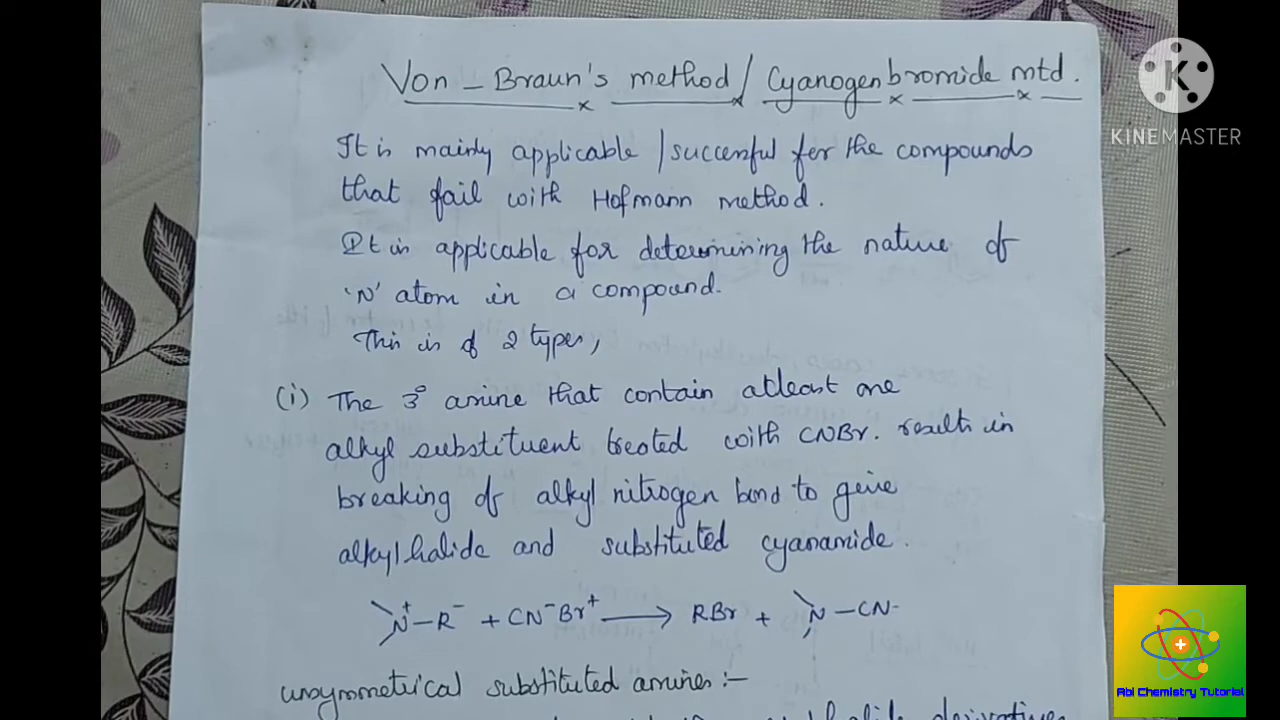 Von - Braun's method / Cyanogenbromide mtd.
KINEMASTER
It is mainly applicable / successful for the compounds
that fail with Hofmann method.
It is applicable for determining the nature of
'N' atom in a compound.
This is of 2 types,
(i) The 3° amine that contain atleast one
alkyl substituent treated with CNBr. results in
breaking of alkyl nitrogen bond to give
alkylhalide and substituted cyanamide.
N⁺-R⁻ + CN⁻Br⁺ → RBr + N-CN
unsymmetrical substituted amines :-
halide derivatives
Abi Chemistry Tutorial